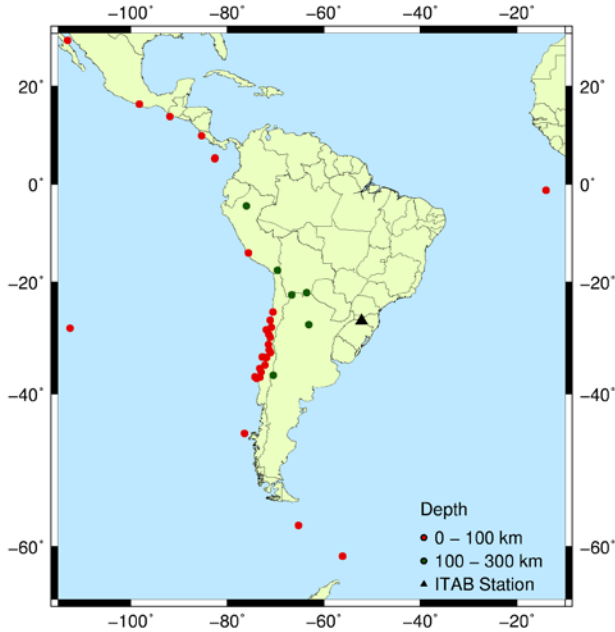 −100˚ −80˚ −60˚ −40˚ −20˚
20˚ 20˚
0˚ 0˚
−20˚ −20˚
−40˚ −40˚
Depth
0 − 100 km
−60˚ 100 − 300 km −60˚
ITAB Station
−100˚ −80˚ −60˚ −40˚ −20˚